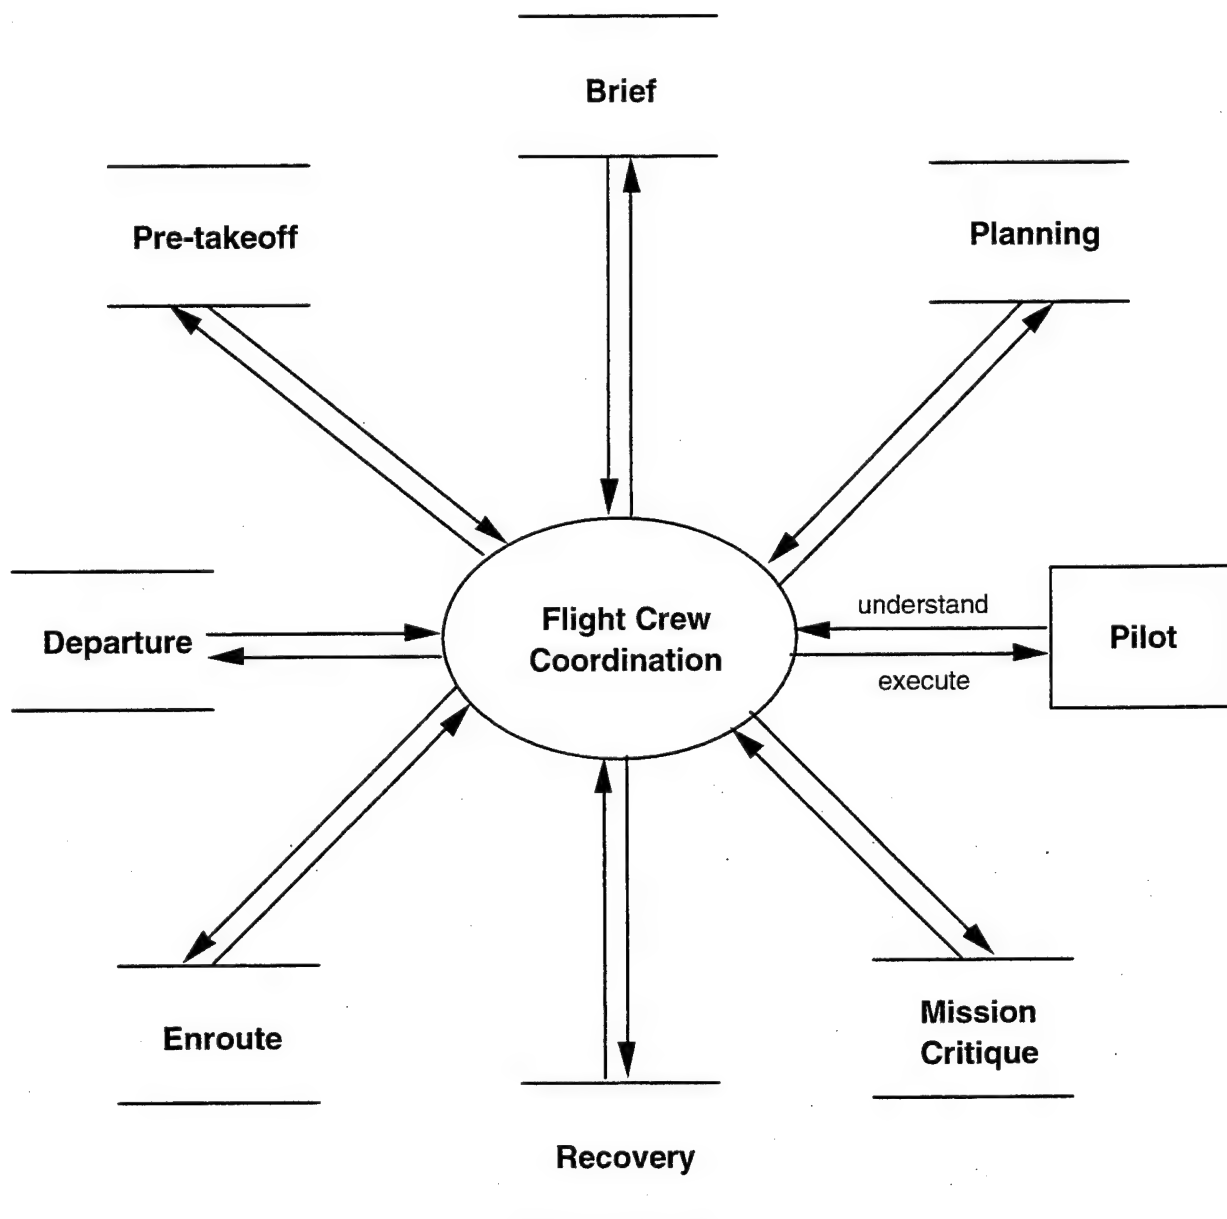 Brief
Pre-takeoff
Planning
Flight Crew
Coordination
understand
execute
Pilot
Departure
Enroute
Mission
Critique
Recovery